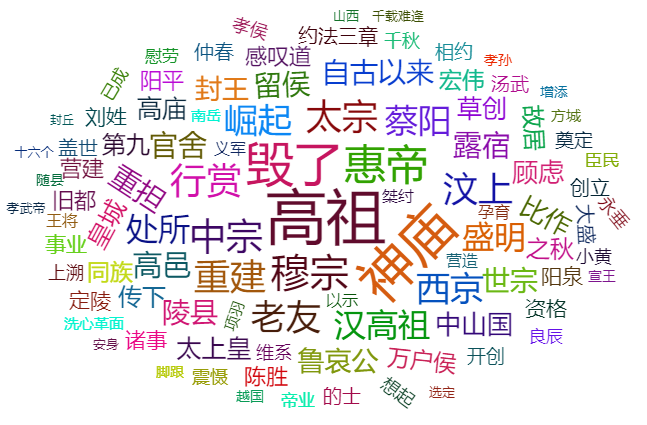 山西
千载难逢
孝侯
约法三章
千秋
慰劳
仲春
感叹道
相约
孝孙
已成
阳平
封王
留侯
自古以来
宏伟
汤武
增添
封丘
刘姓
高庙
南岳
崛起
太宗
蔡阳
草创
故居
方城
十六个
盖世
第九
官舍
义军
毁了
惠帝
露宿
奠定
臣民
随县
营建
重担
行赏
桀纣
汶上
顾虑
创立
永垂
孝武帝
旧都
皇城
处所
中宗
高祖
神庙
孕育
盛明
比作
大盛
王将
事业
之秋
小黄
上溯
同族
高邑
重建
穆宗
营造
西京
世宗
阳泉
宣王
定陵
传下
陵县
项羽
老友
以示
汉高祖
中山国
资格
洗心革面
安身
诸事
太上皇
维系
鲁哀公
万户侯
开创
良辰
脚跟
震慑
陈胜
越国
帝业
的士
想起
选定